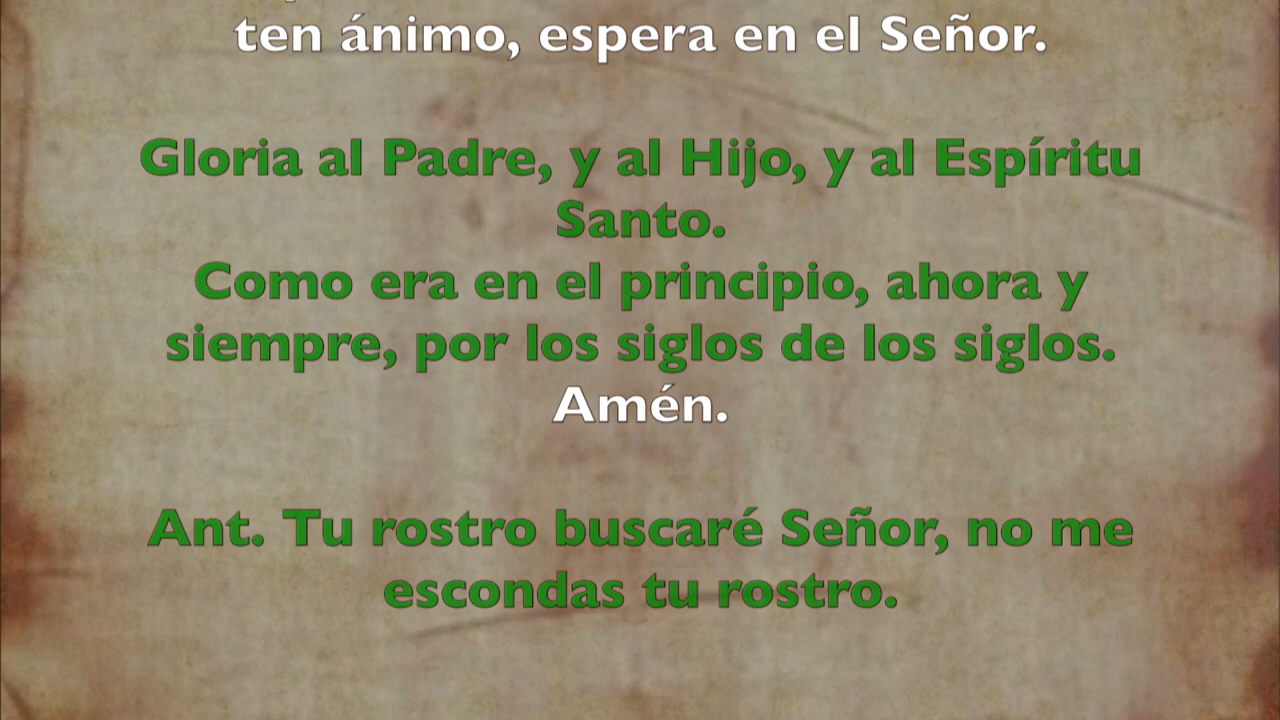 ten ánimo, espera en el Señor.
Gloria al Padre, y al Hijo, y al Espíritu
Santo.
Como era en el principio, ahora y
siempre, por los siglos de los siglos.
Amén.
Ant. Tu rostro buscaré Señor, no me
escondas tu rostro.